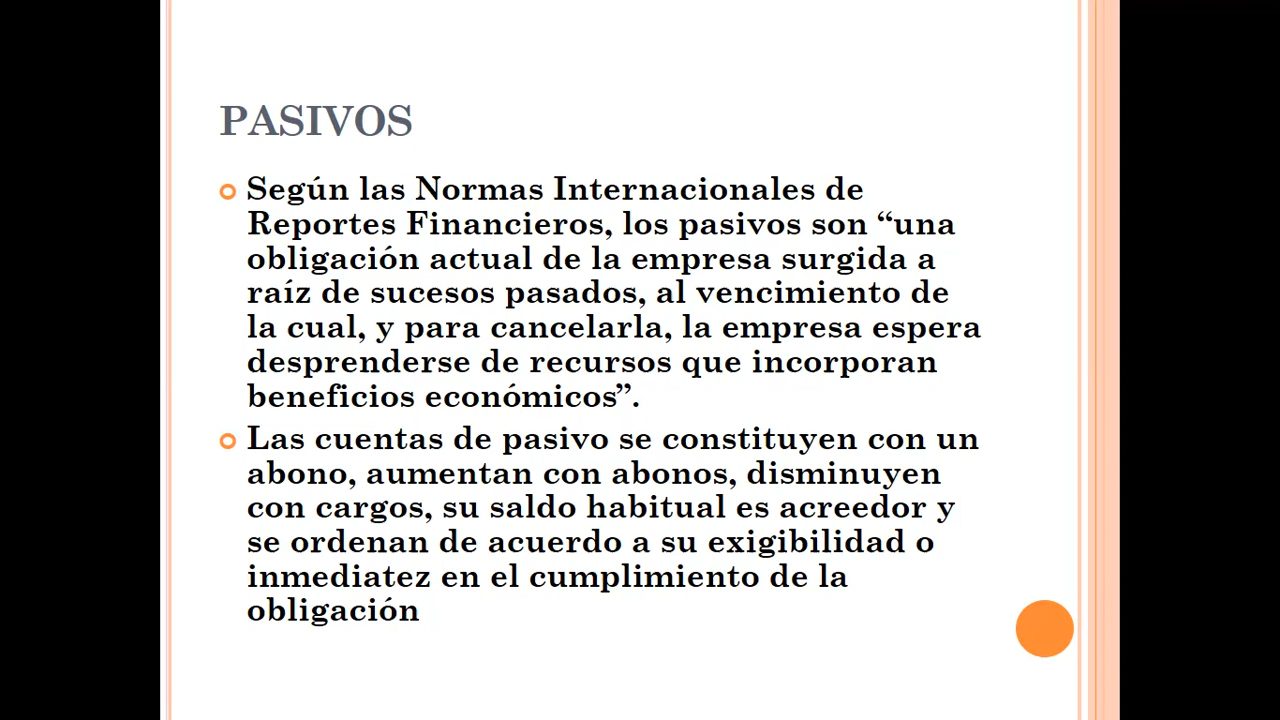 PASIVOS
Según las Normas Internacionales de
Reportes Financieros, los pasivos son “una
obligación actual de la empresa surgida a
raíz de sucesos pasados, al vencimiento de
la cual, y para cancelarla, la empresa espera
desprenderse de recursos que incorporan
beneficios económicos”.
Las cuentas de pasivo se constituyen con un
abono, aumentan con abonos, disminuyen
con cargos, su saldo habitual es acreedor y
se ordenan de acuerdo a su exigibilidad o
inmediatez en el cumplimiento de la
obligación